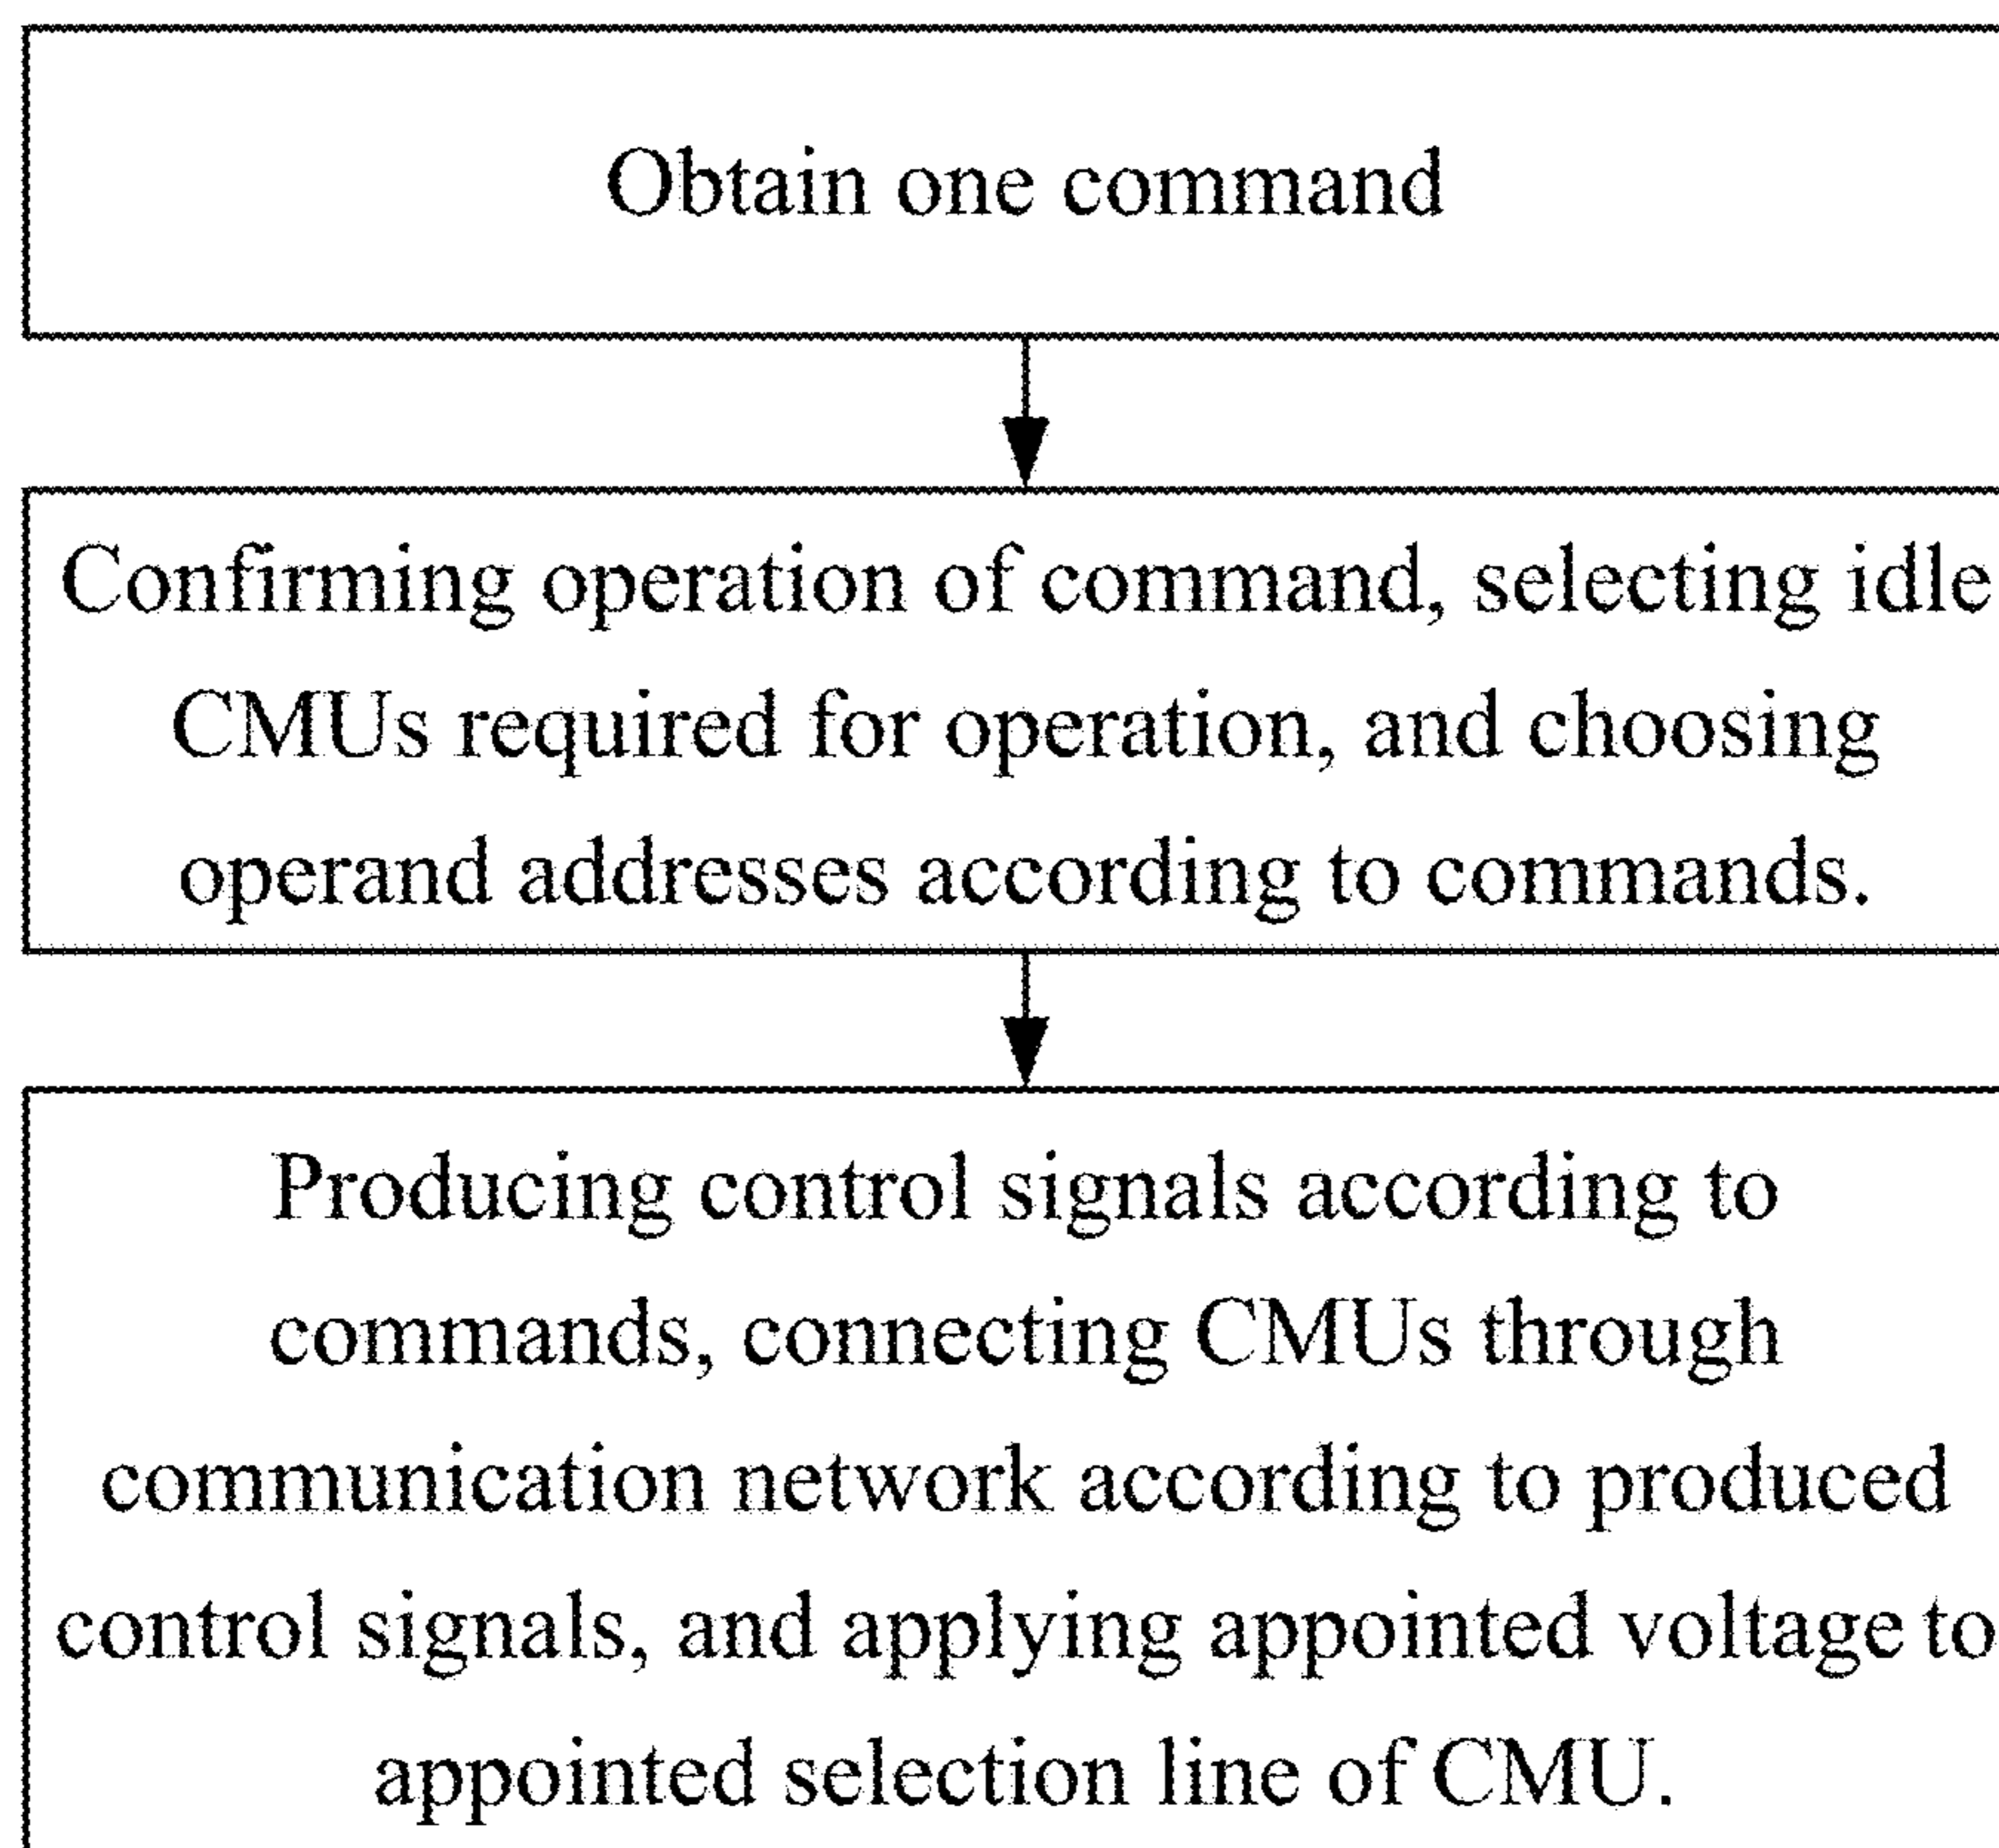 Obtain one command
Confirming operation of command, selecting idle
CMUs required for operation, and choosing
operand addresses according to commands.
Producing control signals according to
commands, connecting CMUs through
communication network according to produced
control signals, and applying appointed voltage to
appointed selection line of CMU.